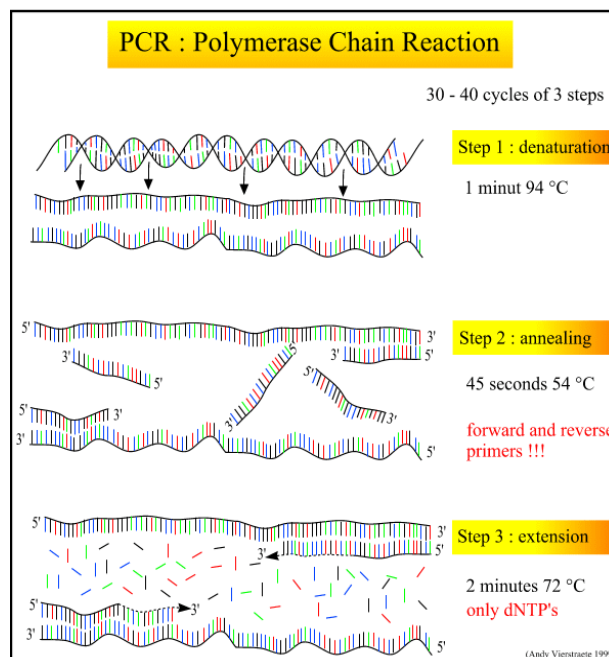 PCR : Polymerase Chain Reaction
30 - 40 cycles of 3 steps
Step 1 : denaturation
1 minut 94 °C
Step 2 : annealing
45 seconds 54 °C
forward and reverse
primers !!!
5'
3'
3'
5'
5'
3'
5'
3'
5'
3'
5'
3'
3'
5'
Step 3 : extension
2 minutes 72 °C
only dNTP's
5'
3'
3'
5'
5'
3'
3'
5'
(Andy Vierstraete 199